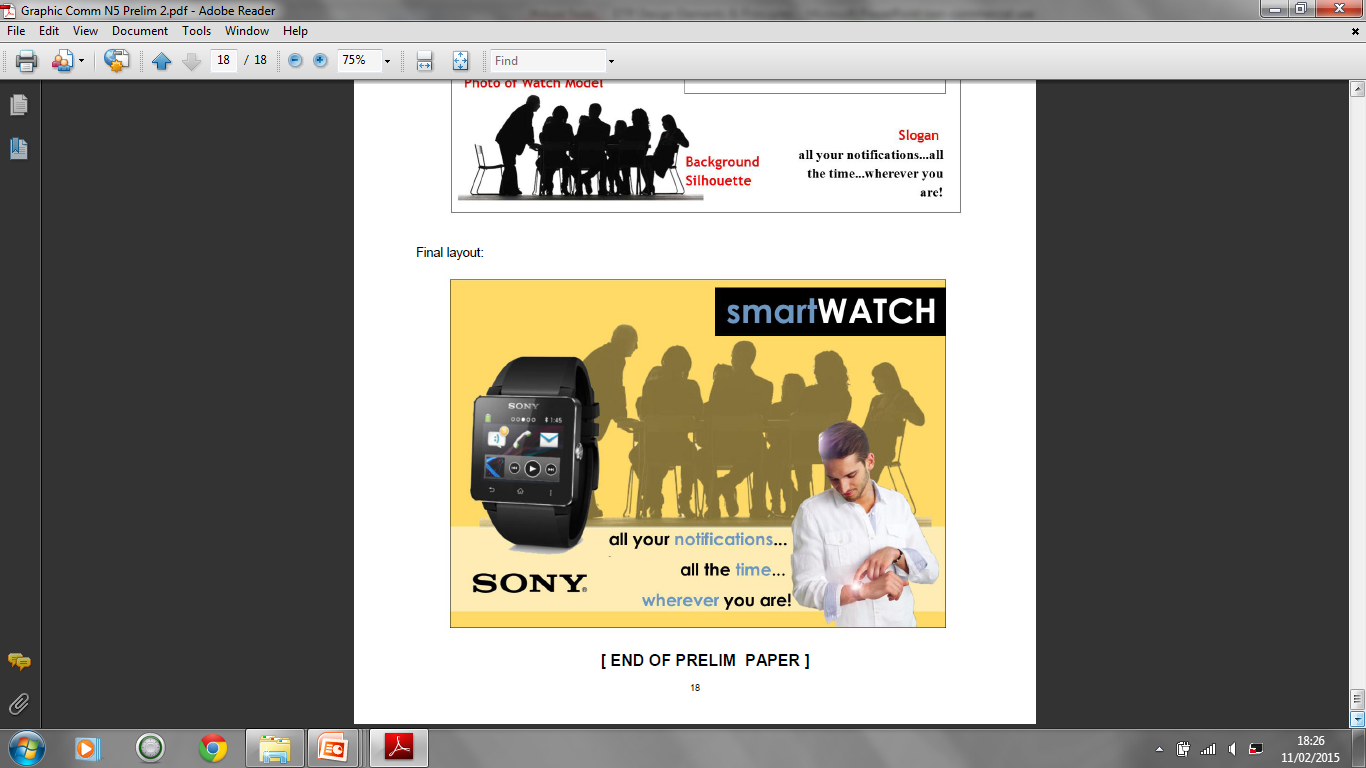 Graphic Comm N5 Prelim 2.pdf - Adobe Reader
File Edit View Document Tools Window Help
18 / 18 75% Find
Photo of Watch Model
Slogan
all your notifications...all
the time...wherever you
are!
Background
Silhouette
Final layout:
smartWATCH
SONY
1:45
all your notifications...
all the time...
wherever you are!
SONY
[ END OF PRELIM PAPER ]
18
18:26
11/02/2015